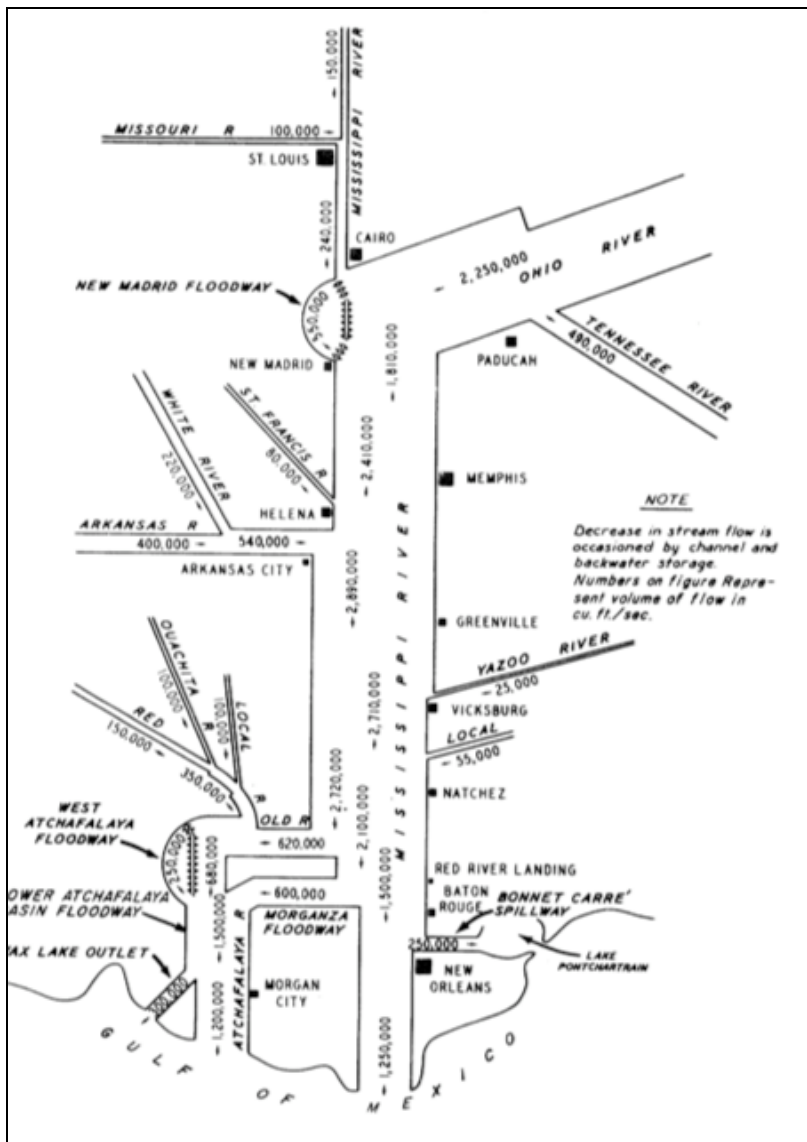 150,000
MISSISSIPPI RIVER
MISSOURI R
100,000
ST. LOUIS
240,000
CAIRO
2,250,000
OHIO RIVER
NEW MADRID FLOODWAY
550,000
NEW MADRID
1,810,000
PADUCAH
TENNESSEE RIVER
490,000
WHITE RIVER
220,000
ST FRANCIS R
80,000
2,410,000
MEMPHIS
HELENA
ARKANSAS R
400,000
540,000
ARKANSAS CITY
2,890,000
MISSISSIPPI RIVER
NOTE
Decrease in stream flow is
occasioned by channel and
backwater storage.
Numbers on figure Repre-
sent volume of flow in
cu. ft./sec.
GREENVILLE
YAZOO RIVER
25,000
OUACHITA R
100,000
LOCAL
100,000
RED R
150,000
350,000
2,710,000
VICKSBURG
LOCAL
55,000
NATCHEZ
2,720,000
OLD R
620,000
2,100,000
WEST
ATCHAFALAYA
FLOODWAY
250,000
680,000
RED RIVER LANDING
BATON
ROUGE
600,000
1,500,000
BONNET CARRE'
SPILLWAY
OWER ATCHAFALAYA
ASIN FLOODWAY
1,500,000
MORGANZA
FLOODWAY
250,000
LAKE
PONTCHARTRAIN
AX LAKE OUTLET
ATCHAFALAYA R
MORGAN
CITY
NEW
ORLEANS
1,200,000
1,250,000
GULF OF MEXICO